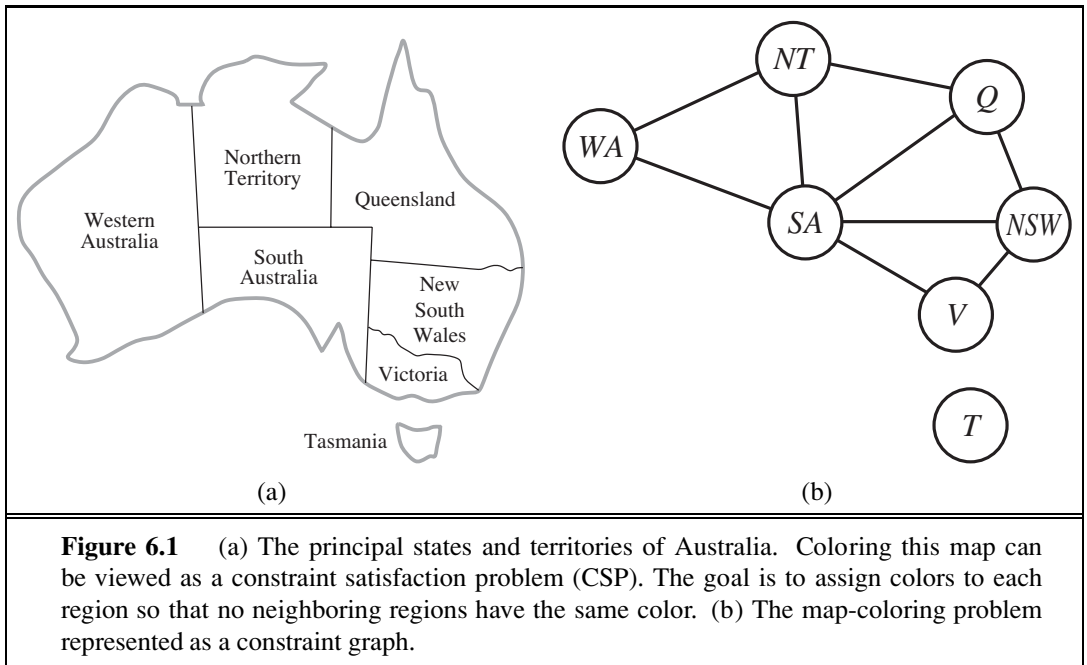 Northern
Territory
Western
Australia
Queensland
South
Australia
New
South
Wales
Victoria
Tasmania
(a)
NT
Q
WA
SA
NSW
V
T
(b)
Figure 6.1 (a) The principal states and territories of Australia. Coloring this map can
be viewed as a constraint satisfaction problem (CSP). The goal is to assign colors to each
region so that no neighboring regions have the same color. (b) The map-coloring problem
represented as a constraint graph.